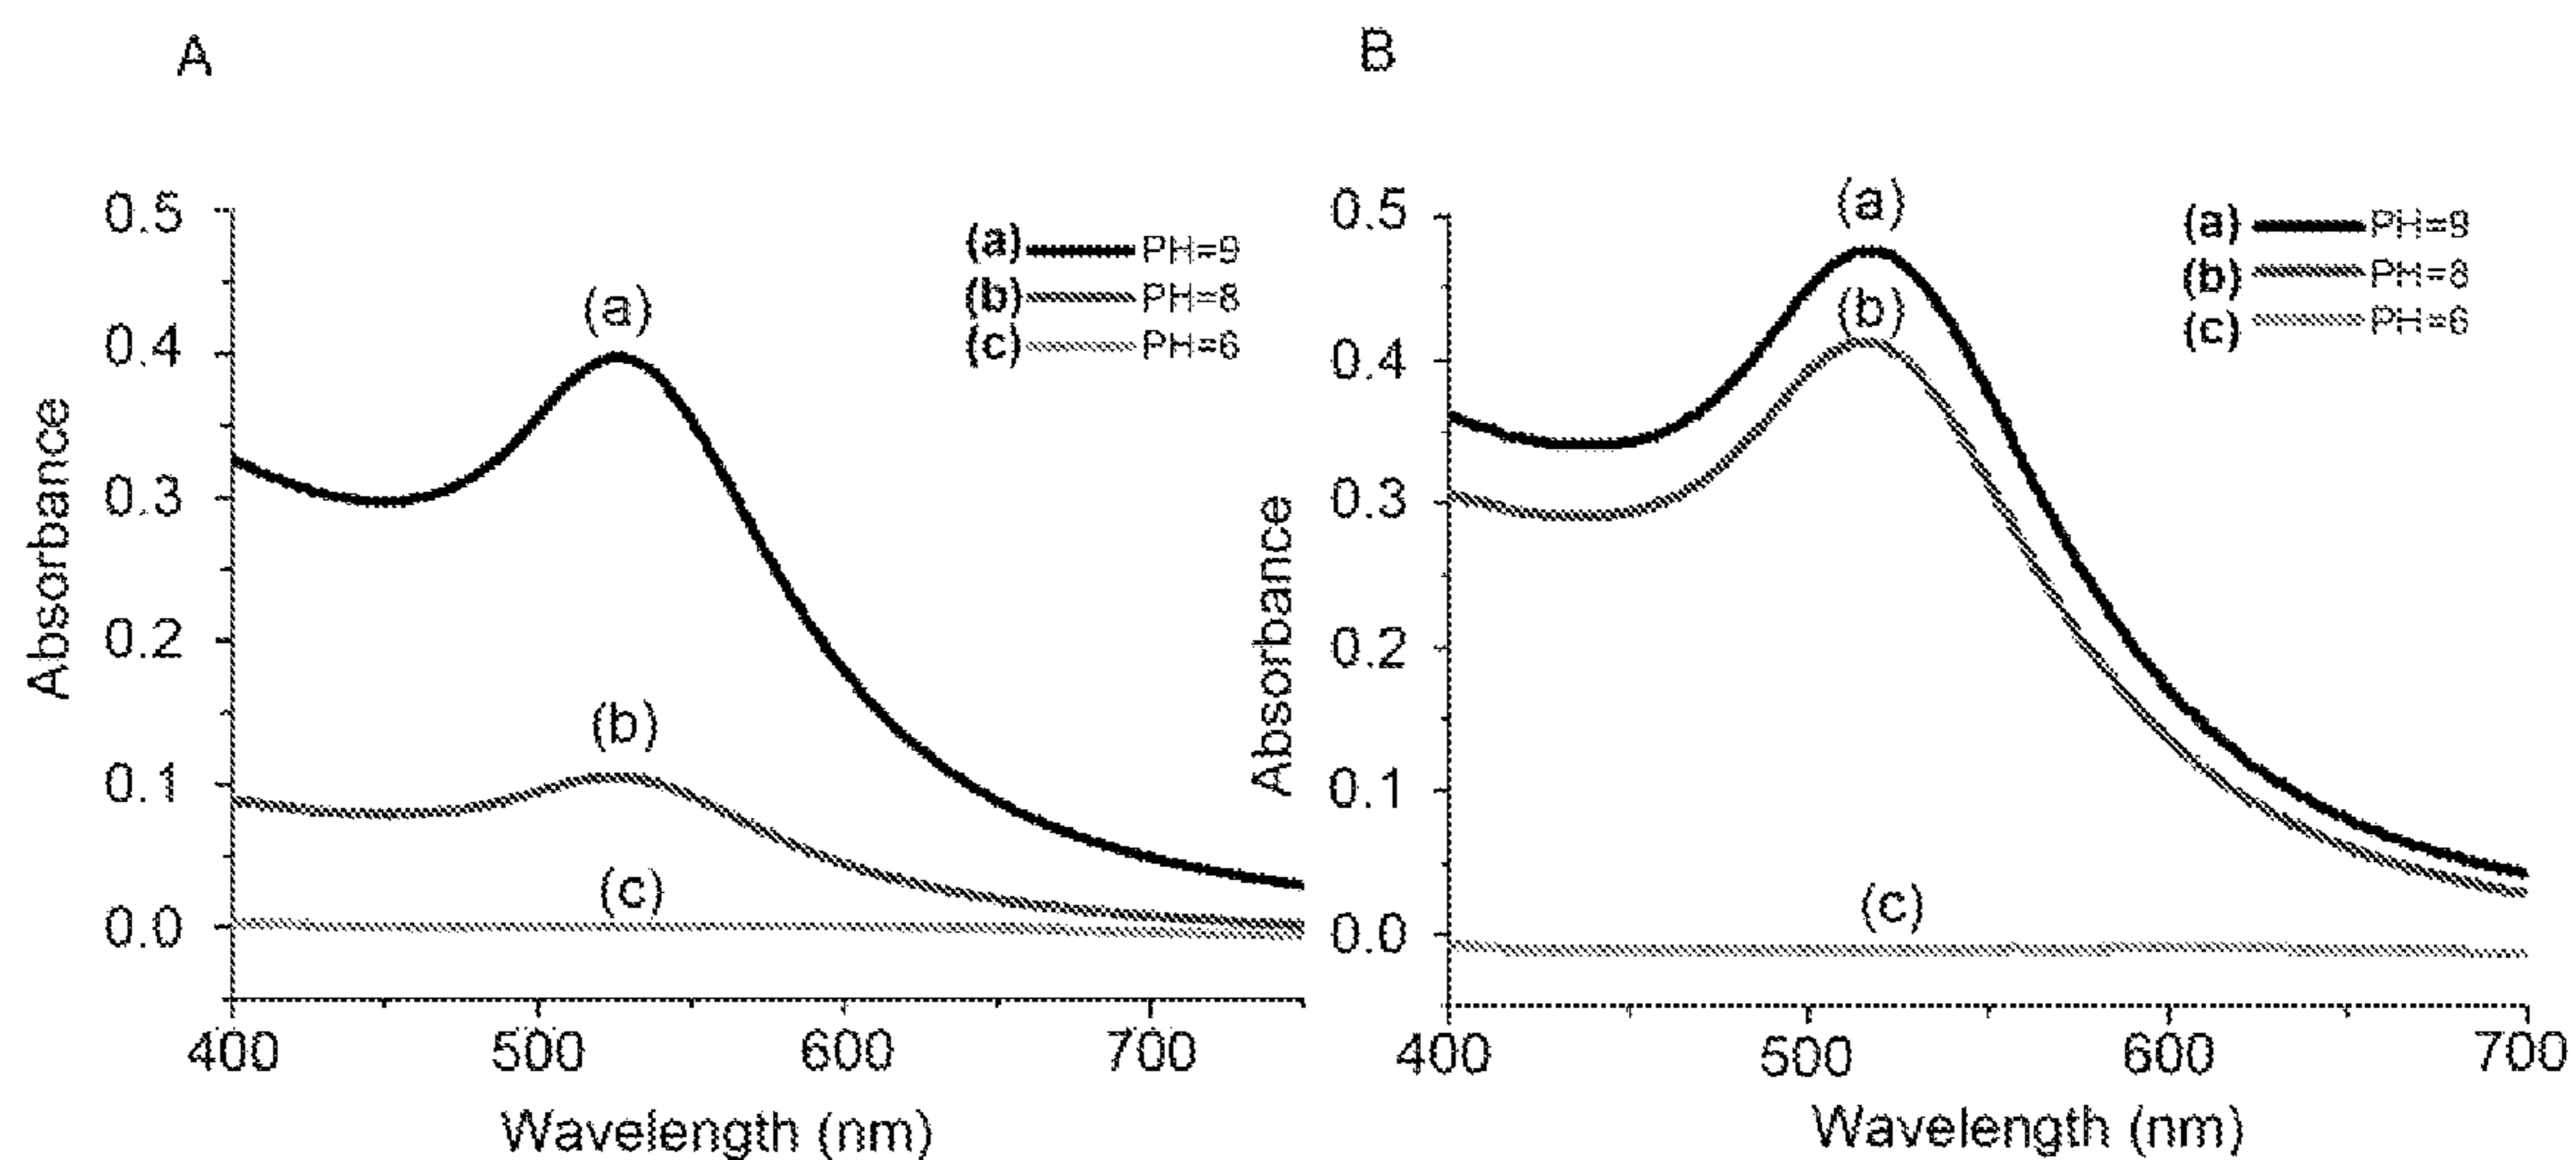 A
B
0.5
0.4
0.3
0.2
0.1
0.0
Absorbance
(a) PH=9
(b) PH=8
(c) PH=6
(a)
(b)
(c)
400 500 600 700
Wavelength (nm)
0.5
0.4
0.3
0.2
0.1
0.0
Absorbance
(a) PH=9
(b) PH=8
(c) PH=6
(a)
(b)
(c)
400 500 600 700
Wavelength (nm)